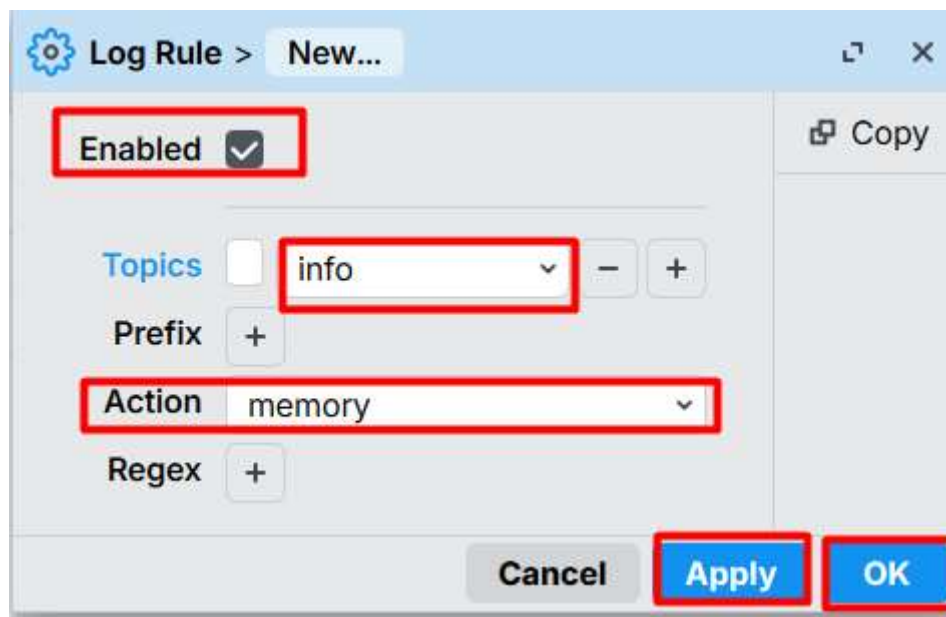 Log Rule > New...
Enabled
Copy
Topics info − +
Prefix +
Action memory
Regex +
Cancel Apply OK